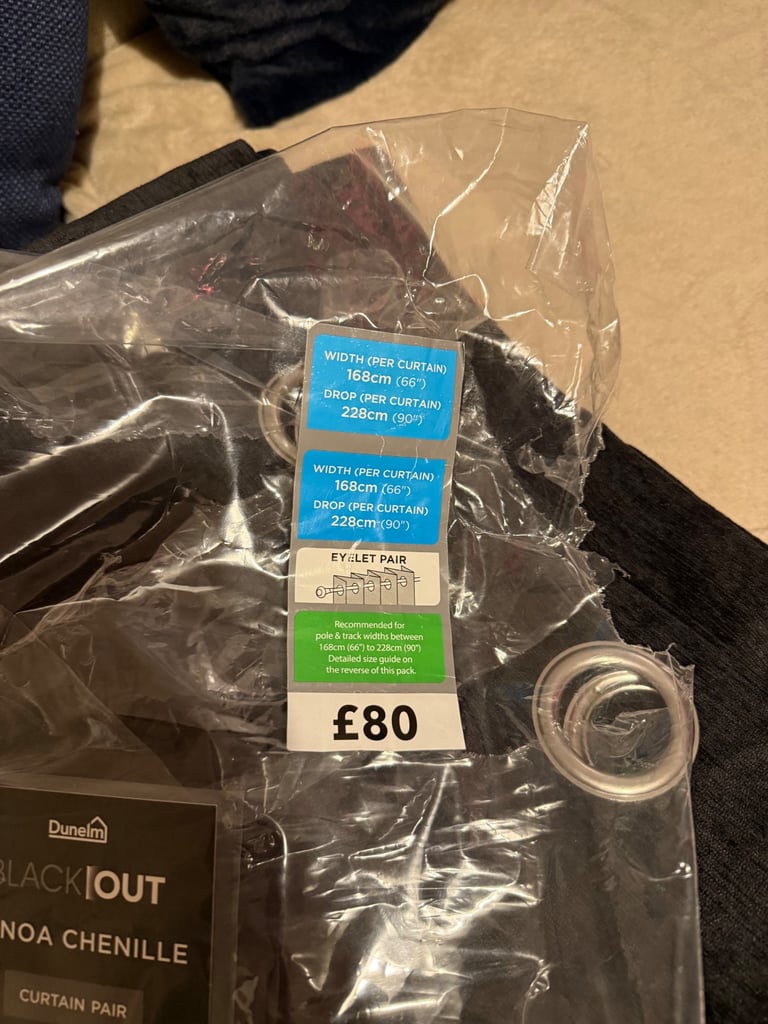 WIDTH (PER CURTAIN)
168cm (66")
DROP (PER CURTAIN)
228cm (90")
WIDTH (PER CURTAIN)
168cm (66")
DROP (PER CURTAIN)
228cm (90")
EYELET PAIR
Recommended for
pole & track widths between
168cm (66") to 228cm (90")
Detailed size guide on
the reverse of this pack.
£80
Dunelm
BLACKOUT
NOA CHENILLE
CURTAIN PAIR